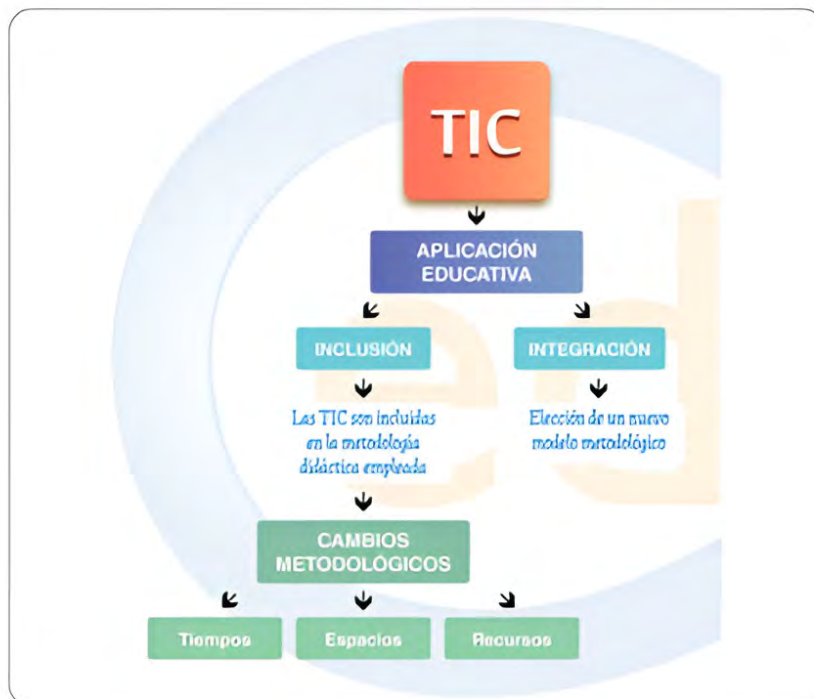 TIC
APLICACIÓN
EDUCATIVA
INCLUSIÓN
INTEGRACIÓN
Las TIC son incluidas
en la metodología
didáctica empleada
Elección de un nuevo
modelo metodológico
CAMBIOS
METODOLÓGICOS
Tiempos
Espacios
Recursos